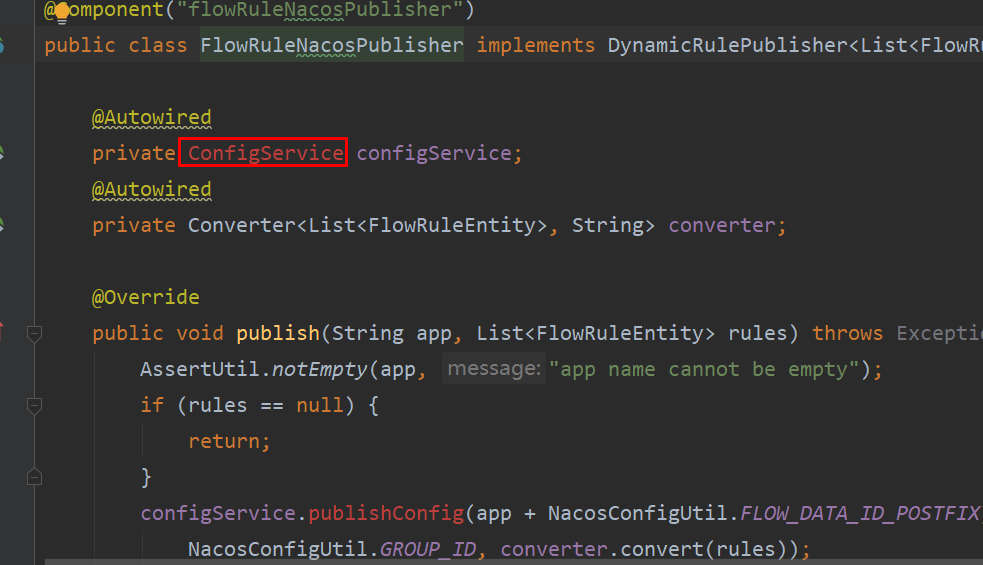 @Component("flowRuleNacosPublisher")
public class FlowRuleNacosPublisher implements DynamicRulePublisher<List<FlowRu
@Autowired
private ConfigService configService;
@Autowired
private Converter<List<FlowRuleEntity>, String> converter;
@Override
public void publish(String app, List<FlowRuleEntity> rules) throws Exceptio
AssertUtil.notEmpty(app, message: "app name cannot be empty");
if (rules == null) {
return;
}
configService.publishConfig(app + NacosConfigUtil.FLOW_DATA_ID_POSTFIX
NacosConfigUtil.GROUP_ID, converter.convert(rules));